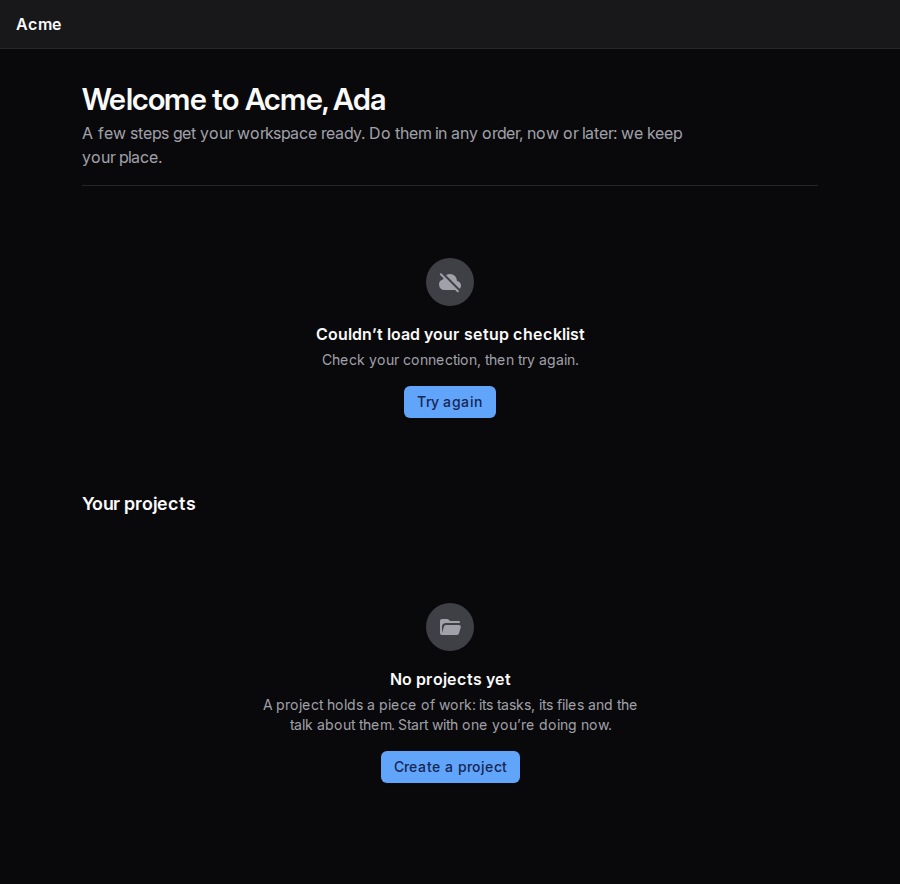 Acme
Welcome to Acme, Ada
A few steps get your workspace ready. Do them in any order, now or later: we keep
your place.
Couldn’t load your setup checklist
Check your connection, then try again.
Try again
Your projects
No projects yet
A project holds a piece of work: its tasks, its files and the
talk about them. Start with one you’re doing now.
Create a project